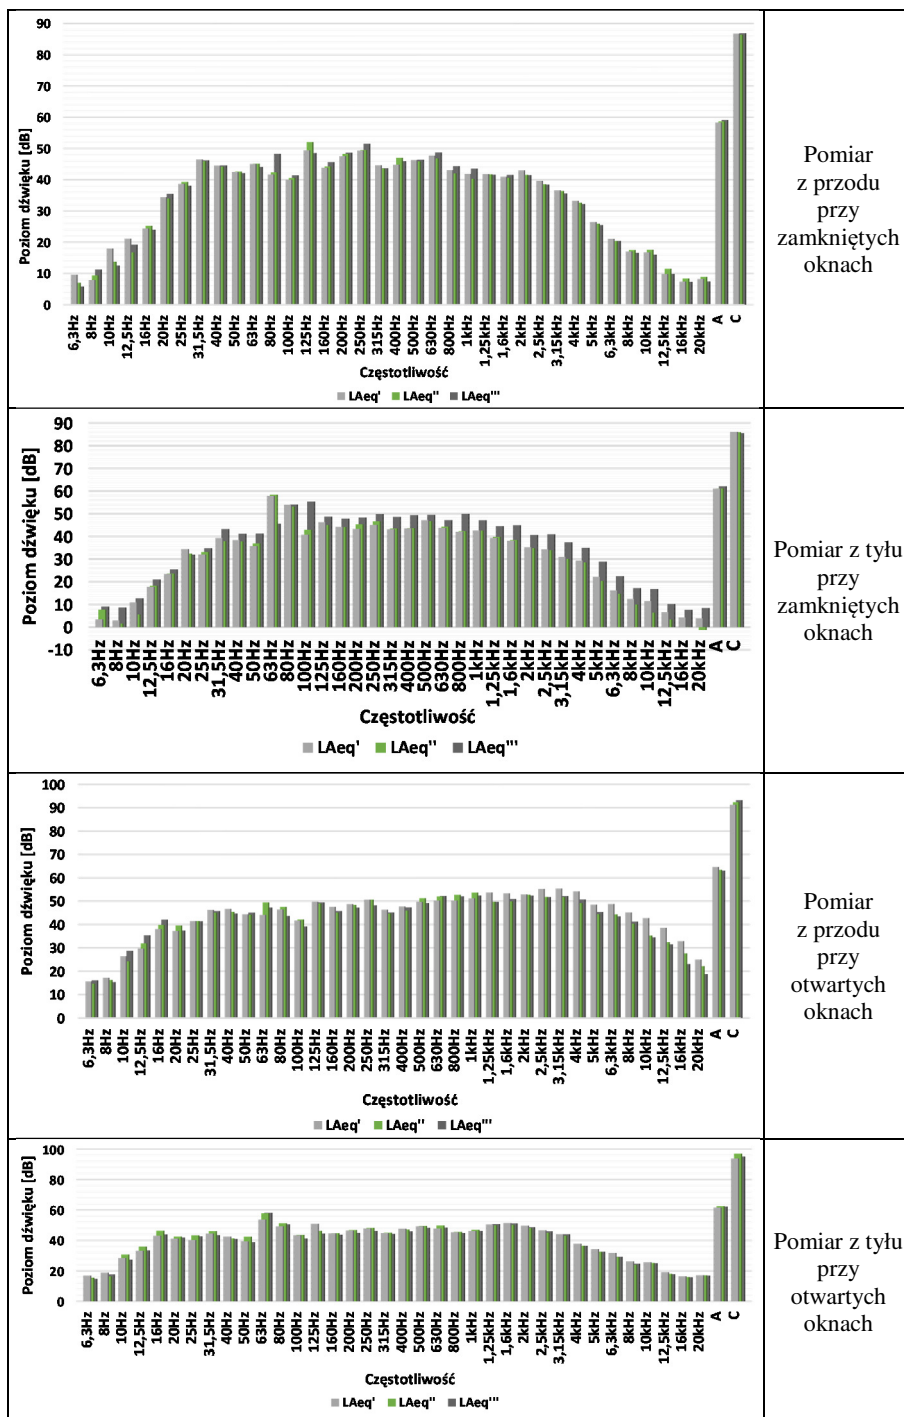 90
80
70
60
50
40
30
20
10
0
Poziom dźwięku [dB]
6,3Hz 8Hz 10Hz 12,5Hz 16Hz 20Hz 25Hz 31,5Hz 40Hz 50Hz 63Hz 80Hz 100Hz 125Hz 160Hz 200Hz 250Hz 315Hz 400Hz 500Hz 630Hz 800Hz 1kHz 1,25kHz 1,6kHz 2kHz 2,5kHz 3,15kHz 4kHz 5kHz 6,3kHz 8kHz 10kHz 12,5kHz 16kHz 20kHz A C
Częstotliwość
LAeq' LAeq'' LAeq'''
Pomiar
z przodu
przy
zamkniętych
oknach
90
80
70
60
50
40
30
20
10
0
-10
Poziom dźwięku [dB]
6,3Hz 8Hz 10Hz 12,5Hz 16Hz 20Hz 25Hz 31,5Hz 40Hz 50Hz 63Hz 80Hz 100Hz 125Hz 160Hz 200Hz 250Hz 315Hz 400Hz 500Hz 630Hz 800Hz 1kHz 1,25kHz 1,6kHz 2kHz 2,5kHz 3,15kHz 4kHz 5kHz 6,3kHz 8kHz 10kHz 12,5kHz 16kHz 20kHz A C
Częstotliwość
LAeq' LAeq'' LAeq'''
Pomiar z tyłu
przy
zamkniętych
oknach
100
90
80
70
60
50
40
30
20
10
0
Poziom dźwięku [dB]
6,3Hz 8Hz 10Hz 12,5Hz 16Hz 20Hz 25Hz 31,5Hz 40Hz 50Hz 63Hz 80Hz 100Hz 125Hz 160Hz 200Hz 250Hz 315Hz 400Hz 500Hz 630Hz 800Hz 1kHz 1,25kHz 1,6kHz 2kHz 2,5kHz 3,15kHz 4kHz 5kHz 6,3kHz 8kHz 10kHz 12,5kHz 16kHz 20kHz A C
Częstotliwość
LAeq' LAeq'' LAeq'''
Pomiar
z przodu
przy
otwartych
oknach
100
80
60
40
20
0
Poziom dźwięku [dB]
6,3Hz 8Hz 10Hz 12,5Hz 16Hz 20Hz 25Hz 31,5Hz 40Hz 50Hz 63Hz 80Hz 100Hz 125Hz 160Hz 200Hz 250Hz 315Hz 400Hz 500Hz 630Hz 800Hz 1kHz 1,25kHz 1,6kHz 2kHz 2,5kHz 3,15kHz 4kHz 5kHz 6,3kHz 8kHz 10kHz 12,5kHz 16kHz 20kHz A C
Częstotliwość
LAeq' LAeq'' LAeq'''
Pomiar z tyłu
przy
otwartych
oknach